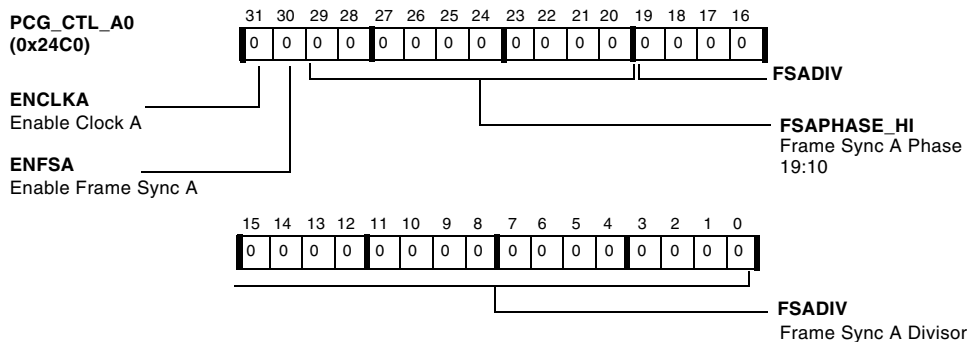 PCG_CTL_A0
(0x24C0)
31 30 29 28 27 26 25 24 23 22 21 20 19 18 17 16
0 0 0 0 0 0 0 0 0 0 0 0 0 0 0 0
FSADIV
ENCLKA
Enable Clock A
FSAPHASE_HI
Frame Sync A Phase
19:10
ENFSA
Enable Frame Sync A
15 14 13 12 11 10 9 8 7 6 5 4 3 2 1 0
0 0 0 0 0 0 0 0 0 0 0 0 0 0 0 0
FSADIV
Frame Sync A Divisor